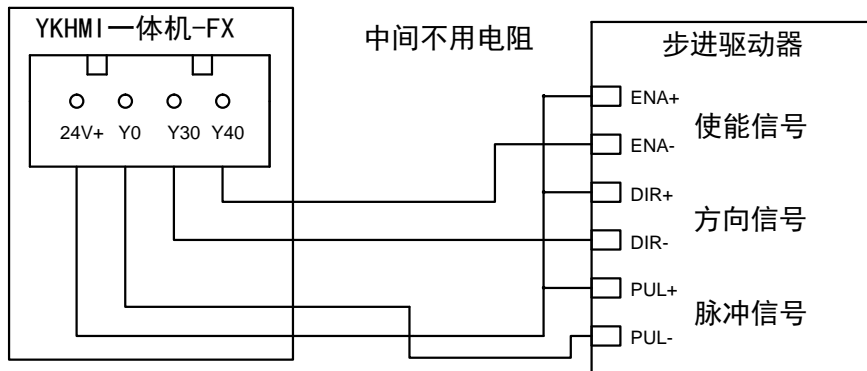 YKHMI一体机-FX
中间不用电阻
步进驱动器
24V+ Y0 Y30 Y40
ENA+
使能信号
ENA-
DIR+
方向信号
DIR-
PUL+
脉冲信号
PUL-